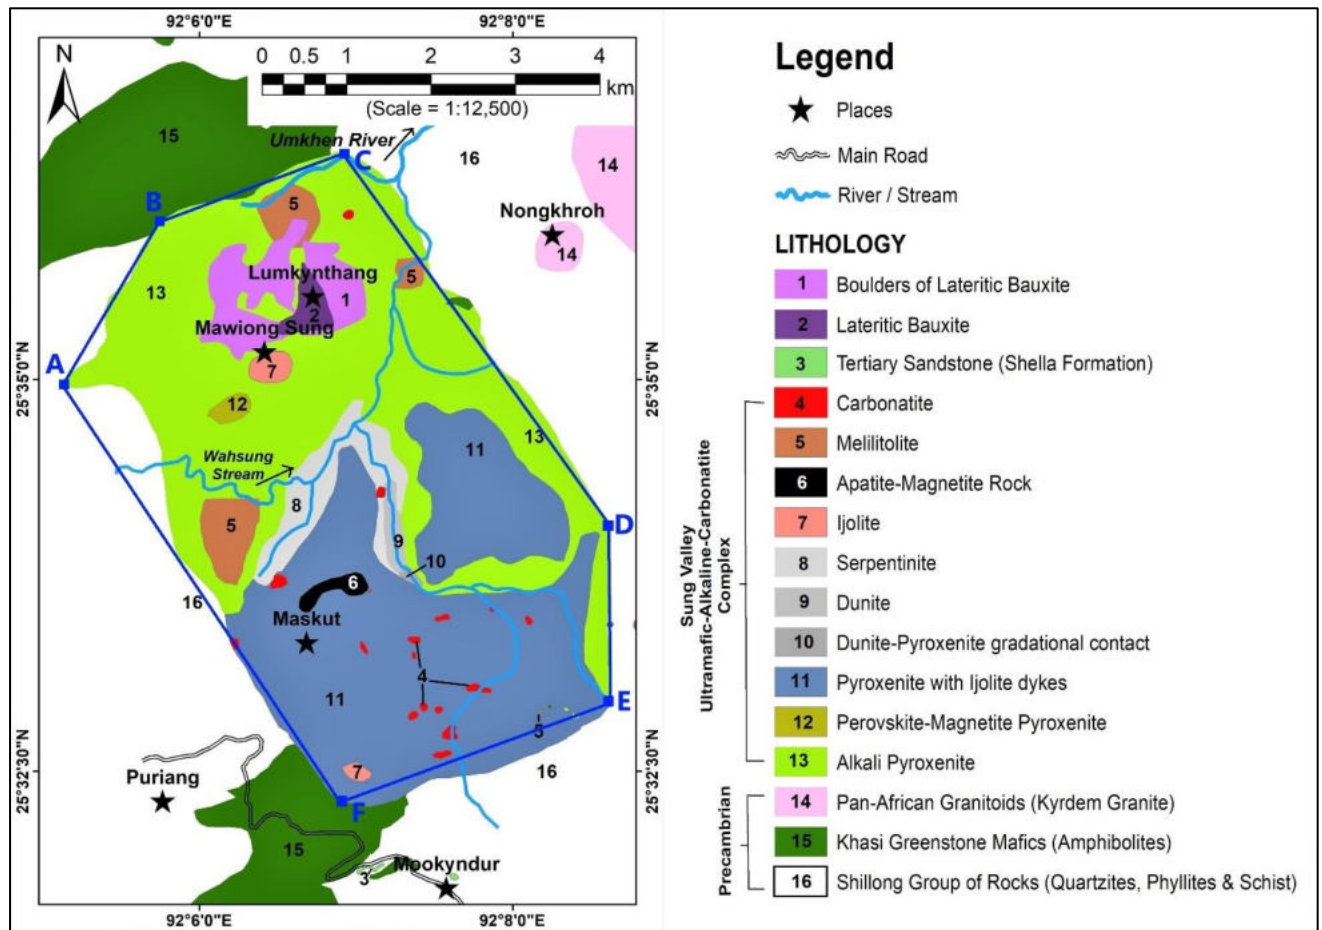 92°6'0"E
92°8'0"E
N
0 0.5 1 2 3 4
km
(Scale = 1:12,500)
15
Umkhen River
C
16
14
B
5
Nongkhroh
14
Lumkynthang
5
13
1
2
Mawiong Sung
A
7
25°35'0"N
25°35'0"N
12
13
11
Wahsung
Stream
8
5
D
9
10
6
16
Maskut
4
11
E
5
7
16
25°32'30"N
25°32'30"N
Puriang
F
15
Mookyndur
3
92°6'0"E
92°8'0"E
Legend
Places
Main Road
River / Stream
LITHOLOGY
1 Boulders of Lateritic Bauxite
2 Lateritic Bauxite
3 Tertiary Sandstone (Shella Formation)
Sung Valley
Ultramafic-Alkaline-Carbonatite
Complex
4 Carbonatite
5 Melilitolite
6 Apatite-Magnetite Rock
7 Ijolite
8 Serpentinite
9 Dunite
10 Dunite-Pyroxenite gradational contact
11 Pyroxenite with Ijolite dykes
12 Perovskite-Magnetite Pyroxenite
13 Alkali Pyroxenite
Precambrian
14 Pan-African Granitoids (Kyrdem Granite)
15 Khasi Greenstone Mafics (Amphibolites)
16 Shillong Group of Rocks (Quartzites, Phyllites & Schist)